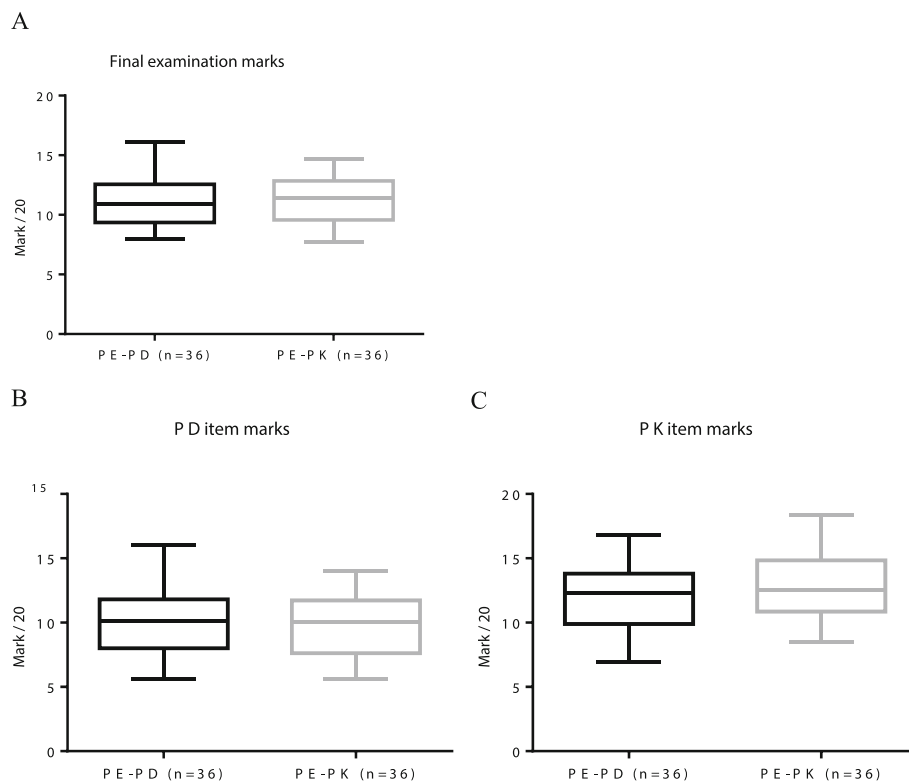 A
Final examination marks
20
15
10
5
0
Mark / 20
PE-PD (n=36)
PE-PK (n=36)
B
PD item marks
15
15
10
5
0
Mark / 20
PE-PD (n=36)
PE-PK (n=36)
C
PK item marks
20
15
10
5
0
Mark / 20
PE-PD (n=36)
PE-PK (n=36)